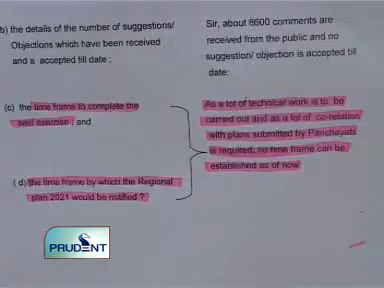 b) the details of the number of suggestions/
Objections which have been received
and a accepted till date ;
Sir, about 8600 comments are
received from the public and no
suggestion/ objection is accepted till
date.
(c) the time frame to complete the
said exercise ; and
(d) the time frame by which the Regional
plan 2021 would be notified ?
As a lot of technical work is to be
carried out and as a lot of co-relation
with plans submitted by Panchayats
is required, no time frame can be
established as of now
PRUDENT